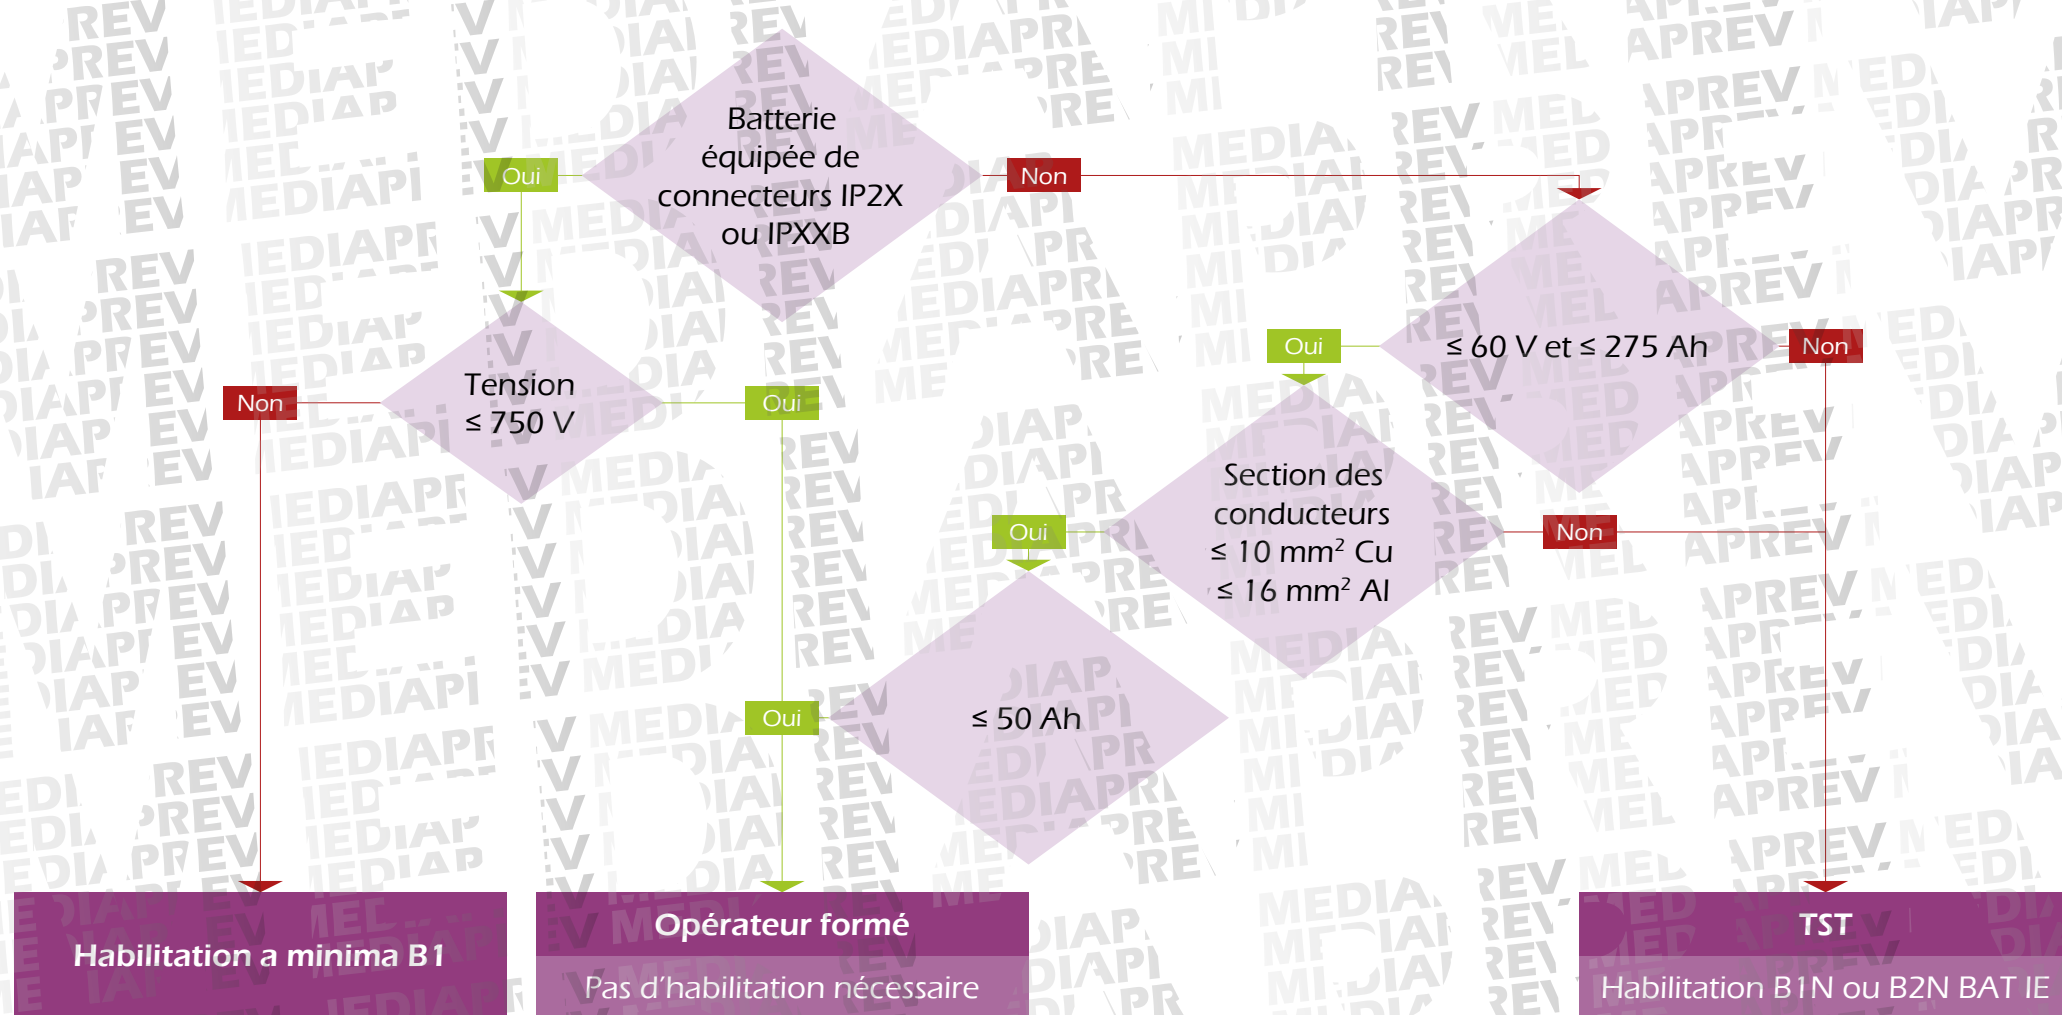 Batterie
équipée de
connecteurs IP2X
ou IPXXB
Oui
Non
Tension
≤ 750 V
Non
Oui
≤ 60 V et ≤ 275 Ah
Oui
Non
Section des
conducteurs
≤ 10 mm² Cu
≤ 16 mm² Al
Oui
Non
≤ 50 Ah
Oui
Habilitation a minima B1
Opérateur formé
Pas d'habilitation nécessaire
TST
Habilitation B1N ou B2N BAT IE